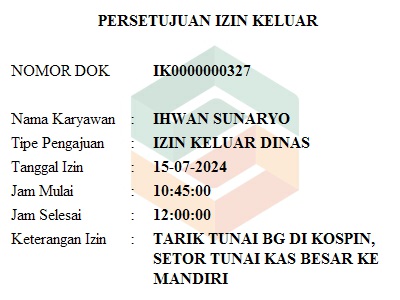 PERSETUJUAN IZIN KELUAR
NOMOR DOK IK0000000327
Nama Karyawan : IHWAN SUNARYO
Tipe Pengajuan : IZIN KELUAR DINAS
Tanggal Izin : 15-07-2024
Jam Mulai : 10:45:00
Jam Selesai : 12:00:00
Keterangan Izin : TARIK TUNAI BG DI KOSPIN,
SETOR TUNAI KAS BESAR KE
MANDIRI